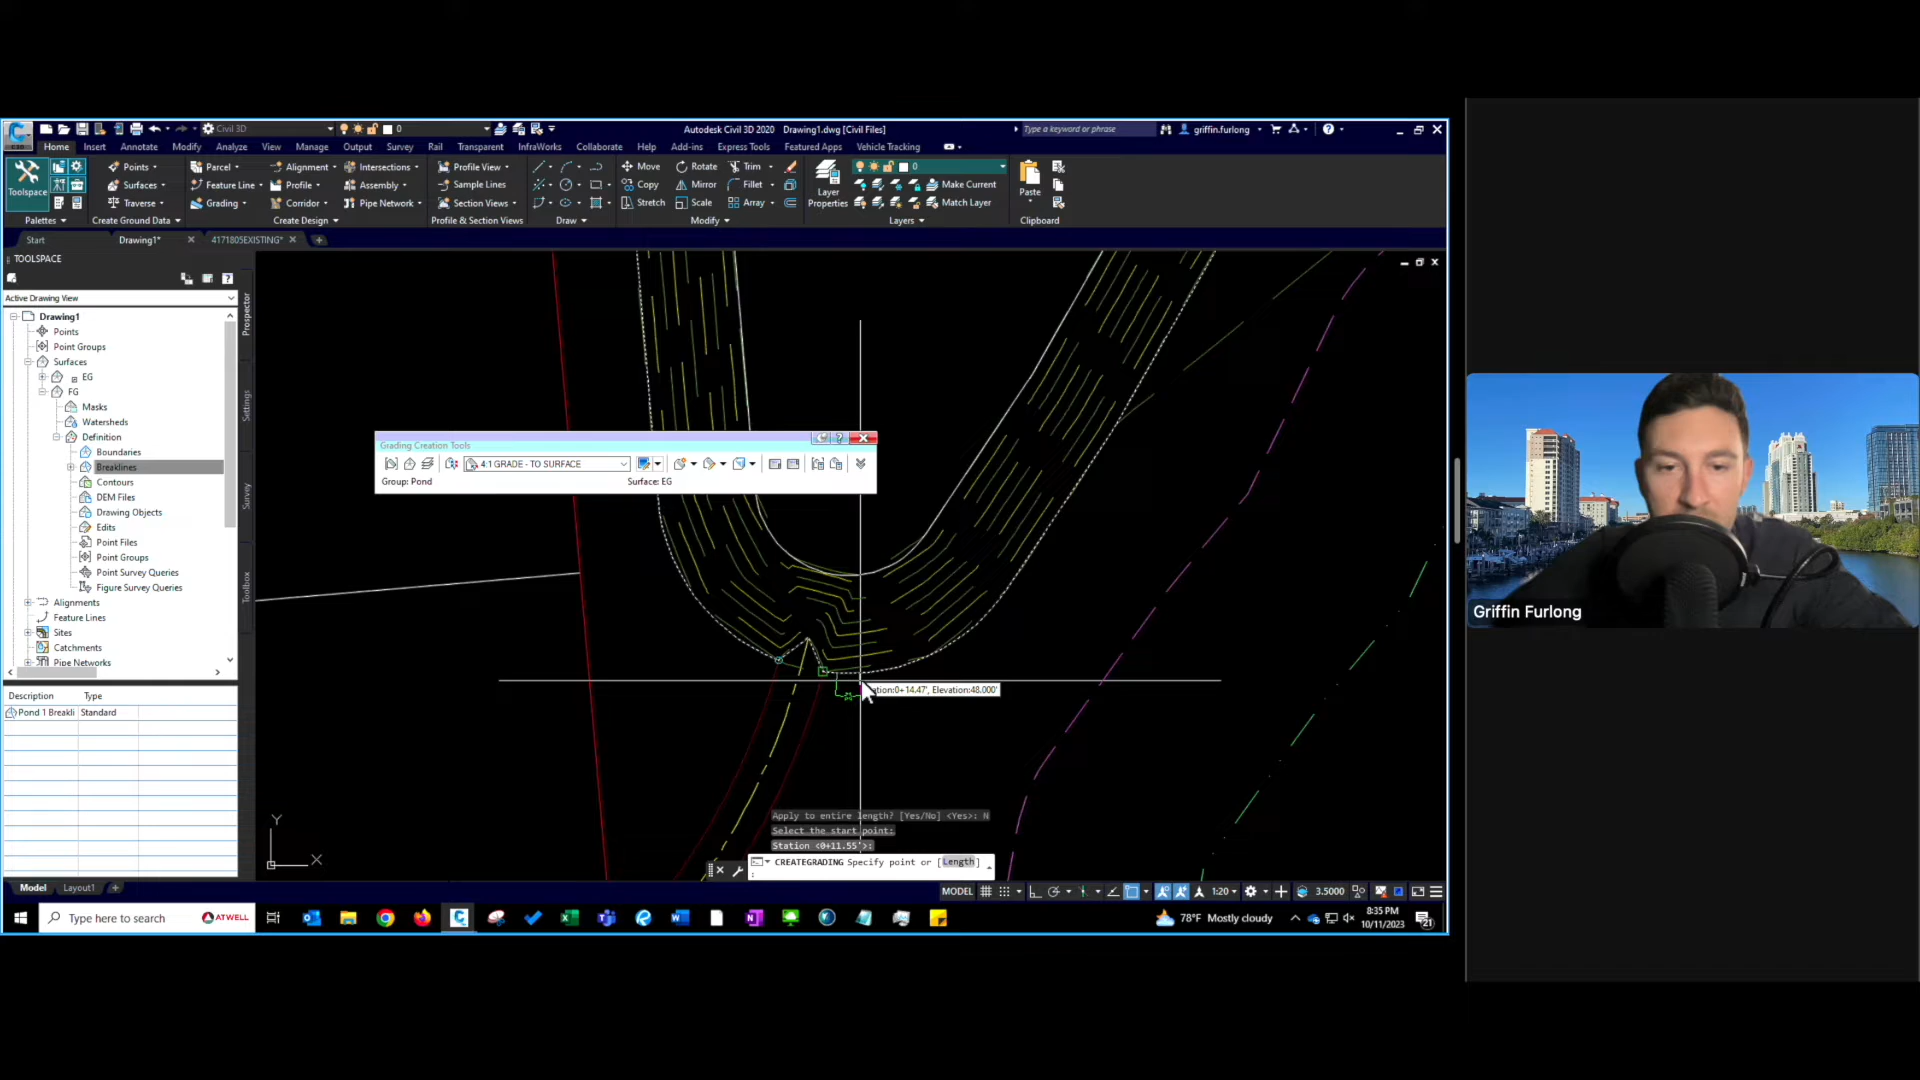 Civil 3D
0
Autodesk Civil 3D 2020 Drawing1.dwg [Civil Files]
Type a keyword or phrase
griffin.furlong
Home Insert Annotate Modify Analyze View Manage Output Survey Rail Transparent InfraWorks Collaborate Help Add-ins Express Tools Featured Apps Vehicle Tracking
Points Parcel Alignment Intersections Profile View Move Rotate Trim 0
Toolspace Surfaces Feature Line Profile Assembly Sample Lines Copy Mirror Fillet Layer Properties Make Current Paste
Traverse Grading Corridor Pipe Network Section Views Stretch Scale Array Match Layer
Palettes Create Ground Data Create Design Profile & Section Views Draw Modify Layers Clipboard
Start Drawing1* 4171805EXISTING*
TOOLSPACE
Active Drawing View
Drawing1
Points
Point Groups
Surfaces
EG
FG
Masks
Watersheds
Definition
Boundaries
Breaklines
Contours
DEM Files
Drawing Objects
Edits
Point Files
Point Groups
Point Survey Queries
Figure Survey Queries
Alignments
Feature Lines
Sites
Catchments
Pipe Networks
Prospector
Settings
Survey
Toolbox
Description Type
Pond 1 Breakli Standard
Grading Creation Tools
4:1 GRADE - TO SURFACE
Group: Pond Surface: EG
ation:0+14.47', Elevation:48.000'
Y
X
Apply to entire length? [Yes/No] <Yes>: N
Select the start point:
Station <0+11.55'>:
CREATEGRADING Specify point or [Length]
:
Model Layout1
MODEL 1:20 3.5000
Type here to search
ATWELL
78°F Mostly cloudy
8:35 PM
10/11/2023
21
Griffin Furlong